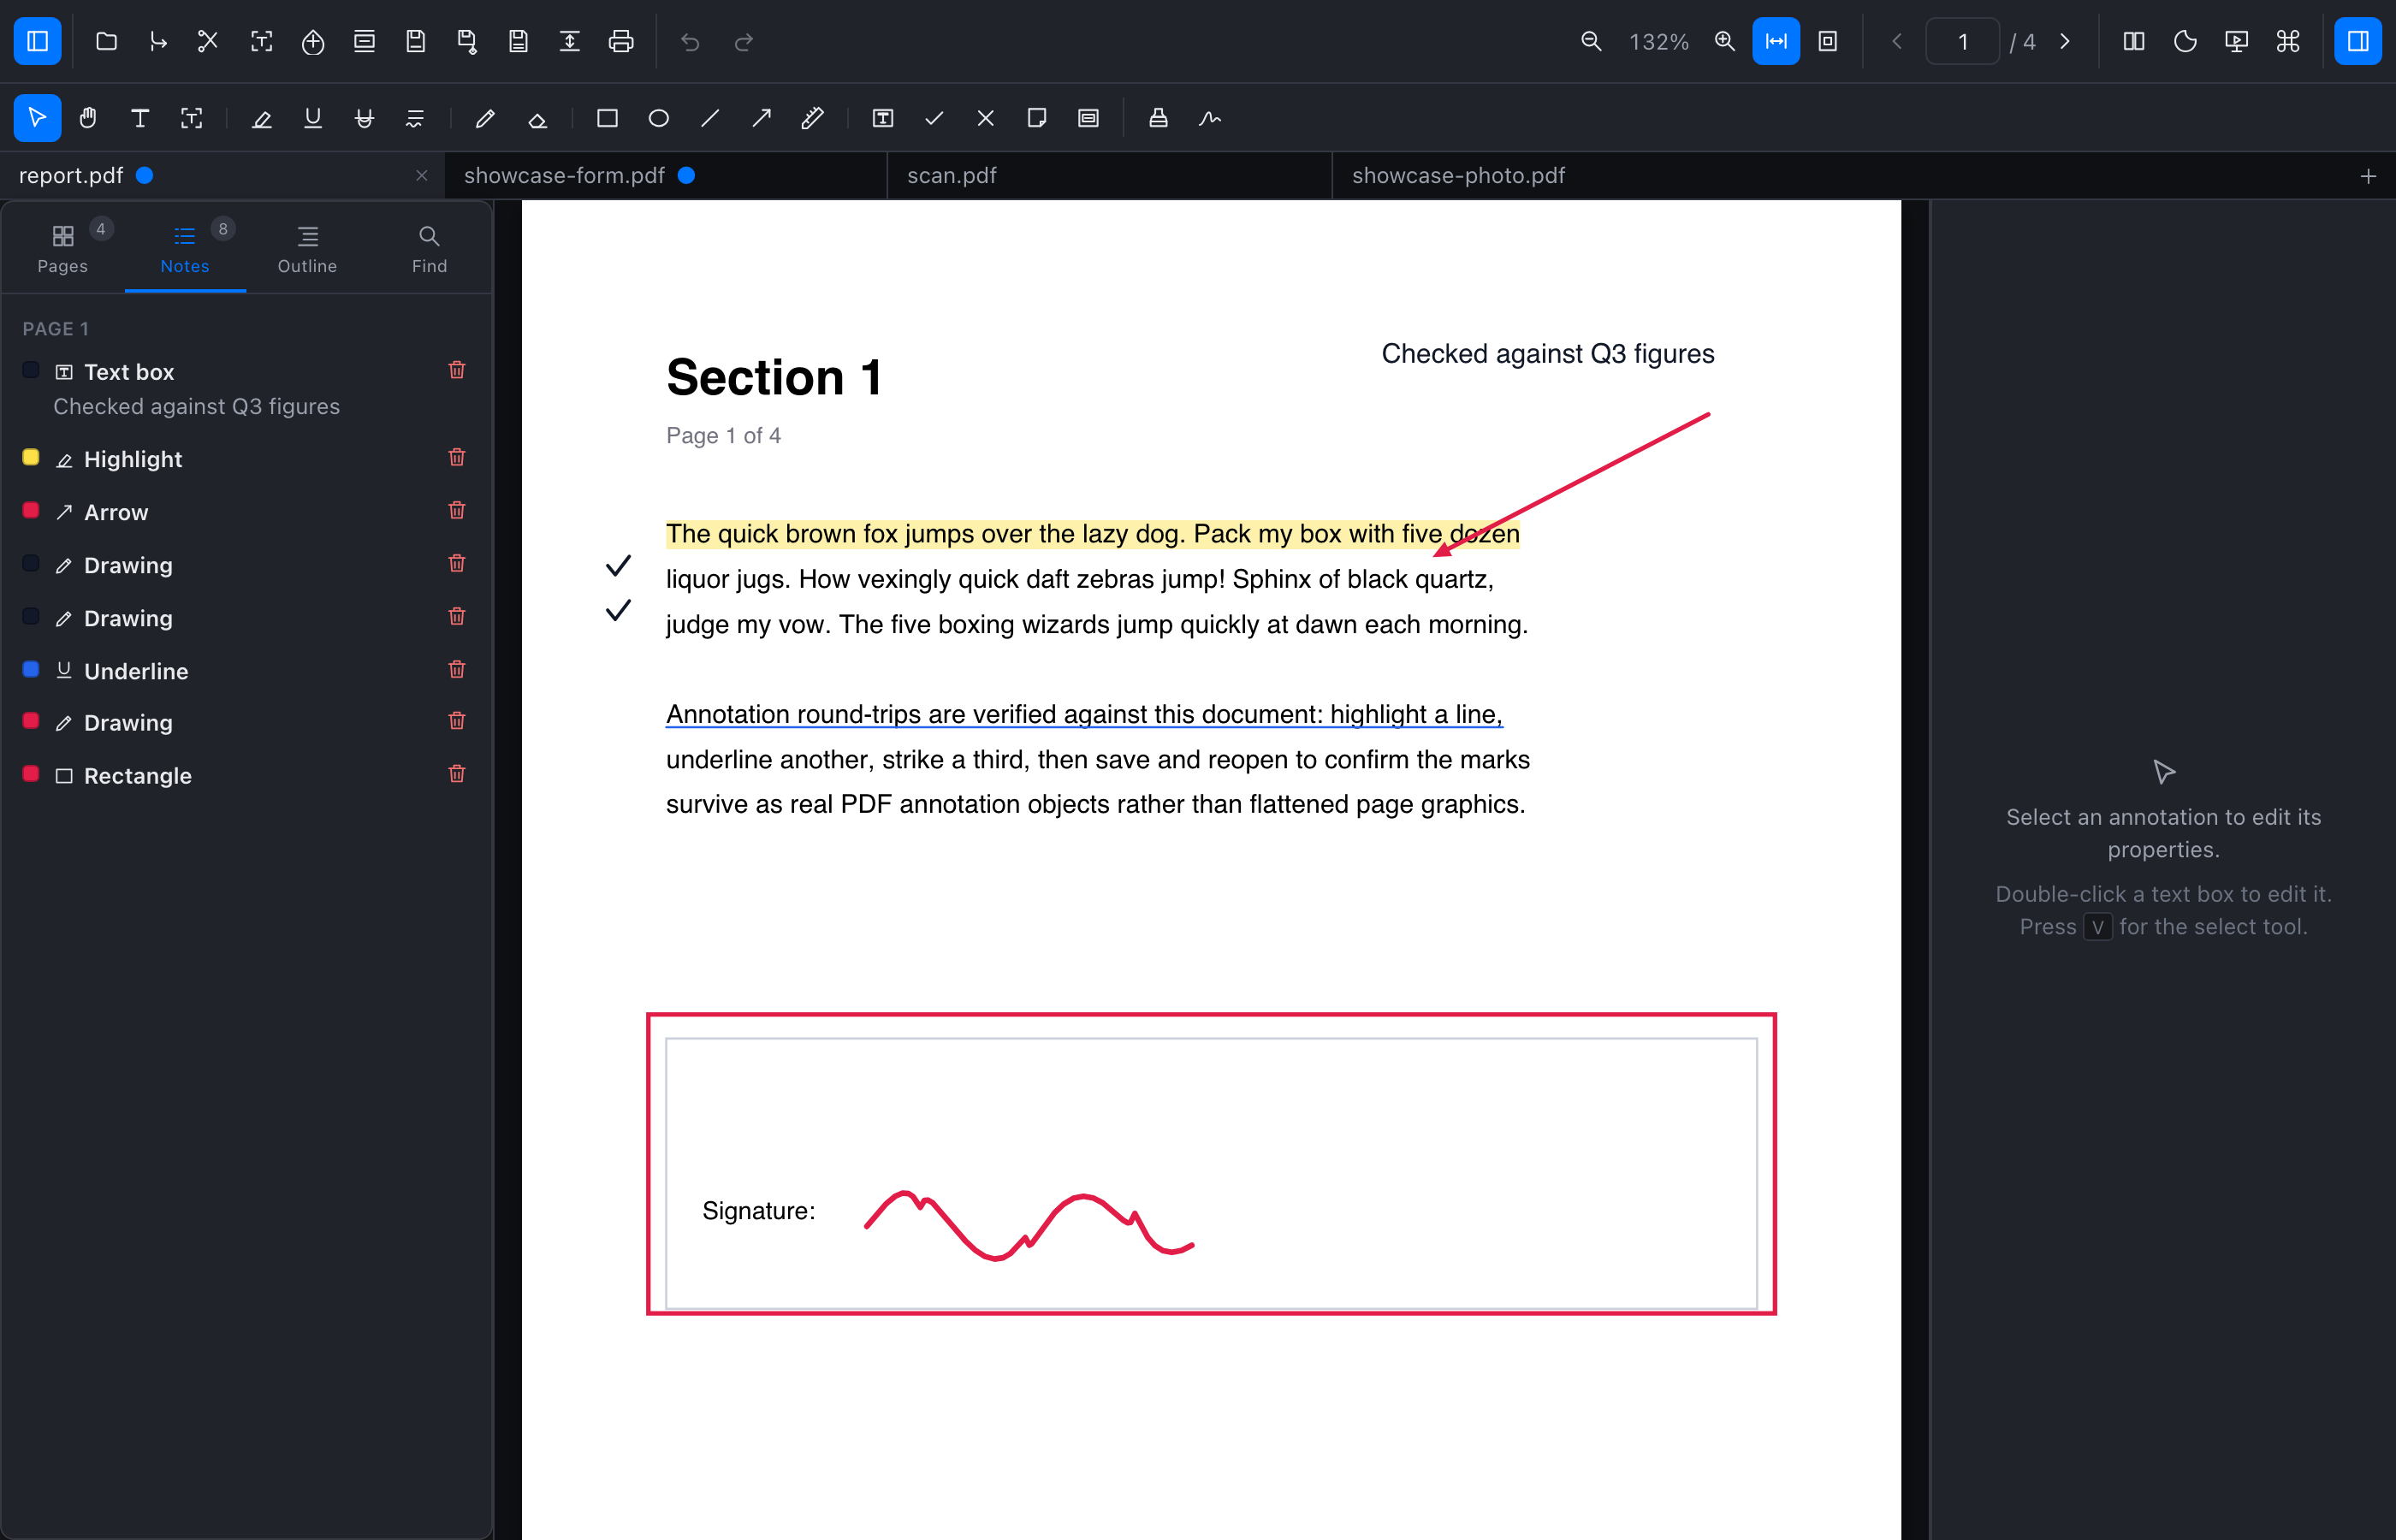 132%
1 / 4
report.pdf
showcase-form.pdf
scan.pdf
showcase-photo.pdf
4
8
Pages
Notes
Outline
Find
PAGE 1
Text box
Checked against Q3 figures
Highlight
Arrow
Drawing
Drawing
Underline
Drawing
Rectangle
Checked against Q3 figures
Section 1
Page 1 of 4
The quick brown fox jumps over the lazy dog. Pack my box with five dozen
liquor jugs. How vexingly quick daft zebras jump! Sphinx of black quartz,
judge my vow. The five boxing wizards jump quickly at dawn each morning.
Annotation round-trips are verified against this document: highlight a line,
underline another, strike a third, then save and reopen to confirm the marks
survive as real PDF annotation objects rather than flattened page graphics.
Signature:
Select an annotation to edit its
properties.
Double-click a text box to edit it.
Press V for the select tool.